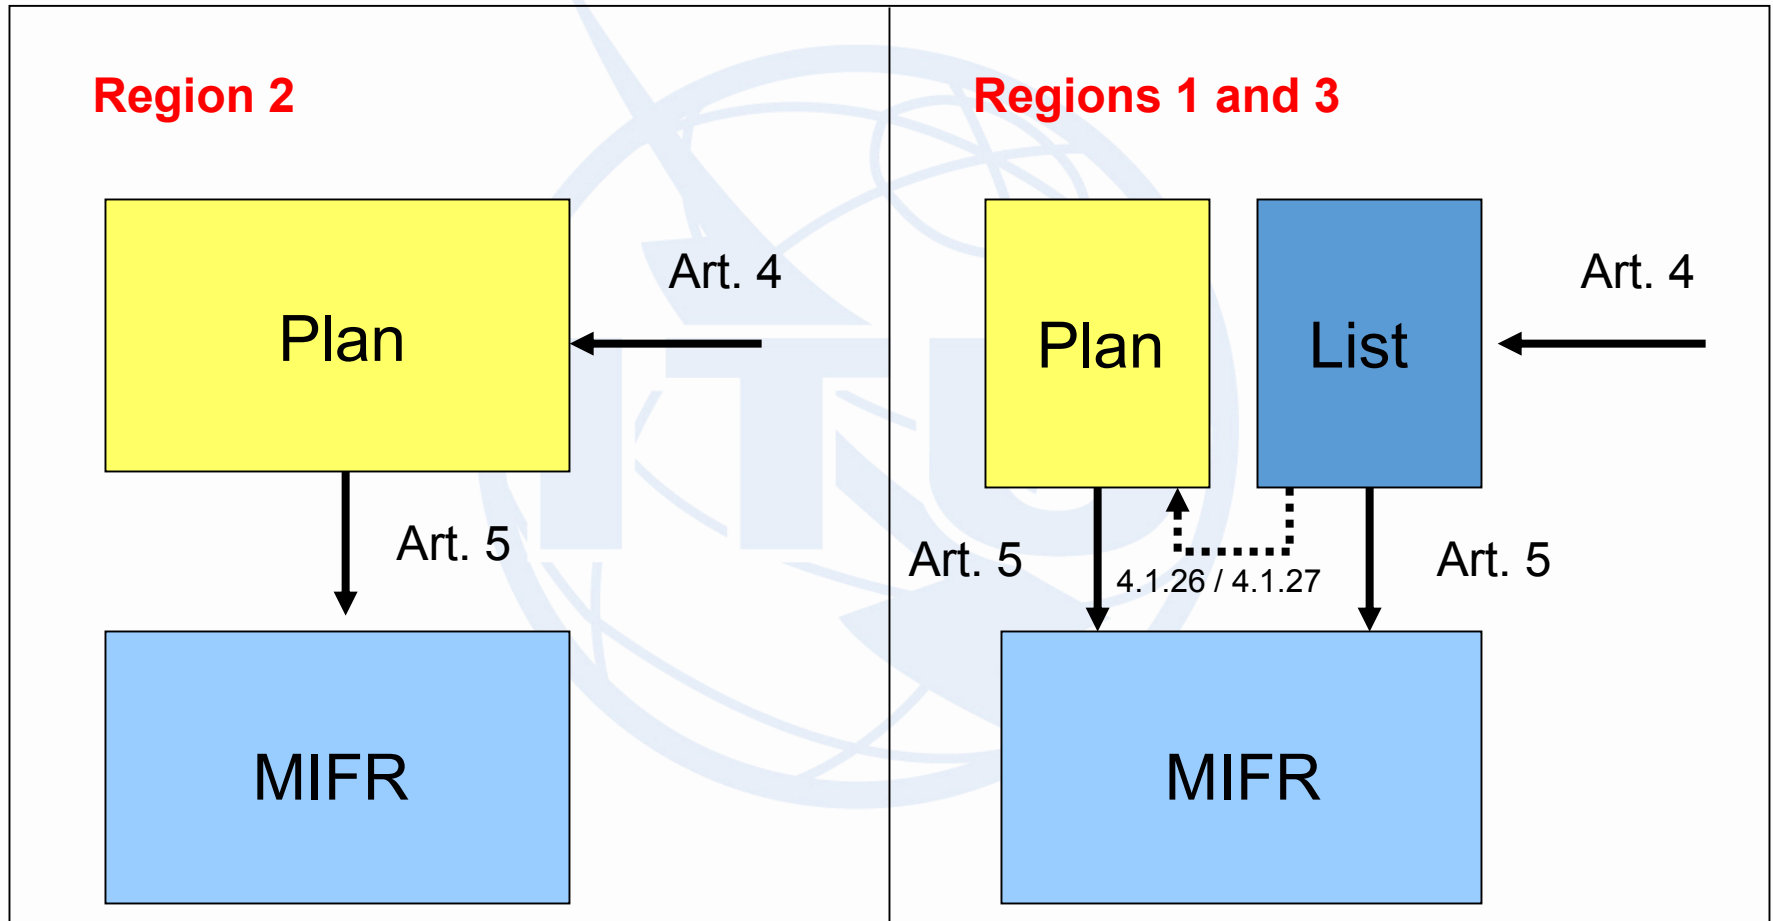 Region 2
Art. 4
Plan
Art. 5
MIFR
Regions 1 and 3
Art. 4
Plan
List
Art. 5
4.1.26 / 4.1.27
Art. 5
MIFR
ITU